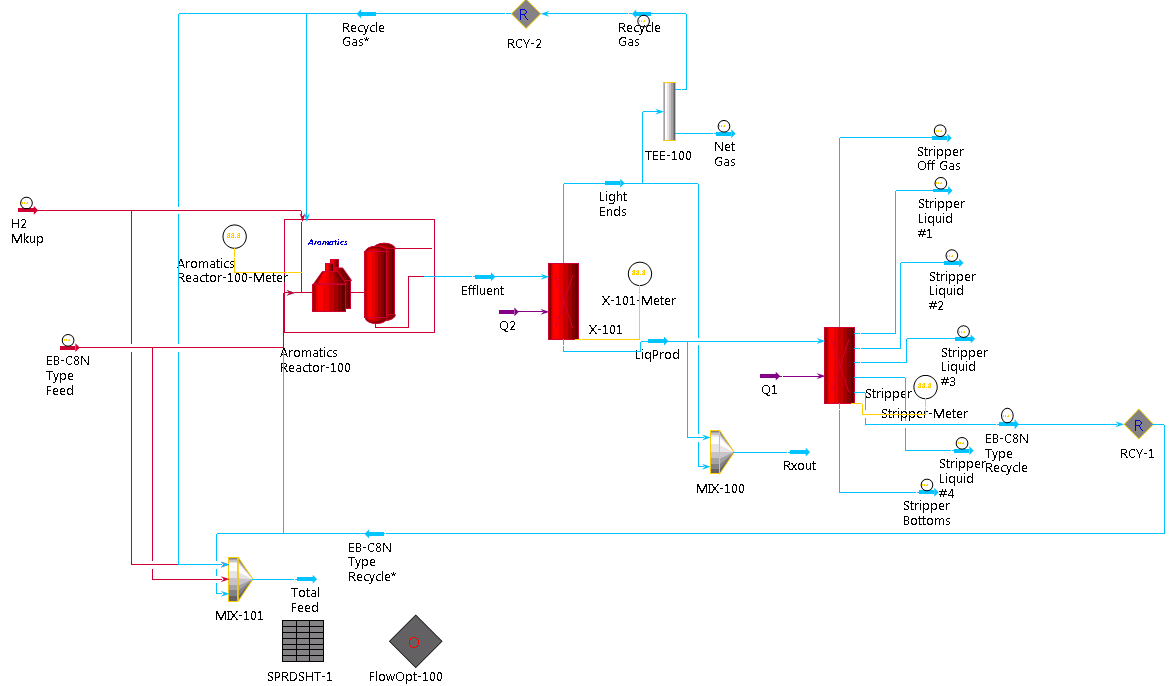 Recycle
Gas*
R
RCY-2
Recycle
Gas
TEE-100
Net
Gas
Stripper
Off Gas
Light
Ends
Stripper
Liquid
#1
H2
Mkup
88.8
Aromatics
Aromatics
Reactor-100-Meter
Effluent
88.8
X-101-Meter
Stripper
Liquid
#2
Q2
X-101
EB-C8N
Type
Feed
Aromatics
Reactor-100
LiqProd
Stripper
Liquid
#3
Q1
Stripper
88.8
Stripper-Meter
EB-C8N
Type
Recycle
R
RCY-1
Rxout
MIX-100
Stripper
Liquid
#4
Stripper
Bottoms
EB-C8N
Type
Recycle*
MIX-101
Total
Feed
O
SPRDSHT-1
FlowOpt-100